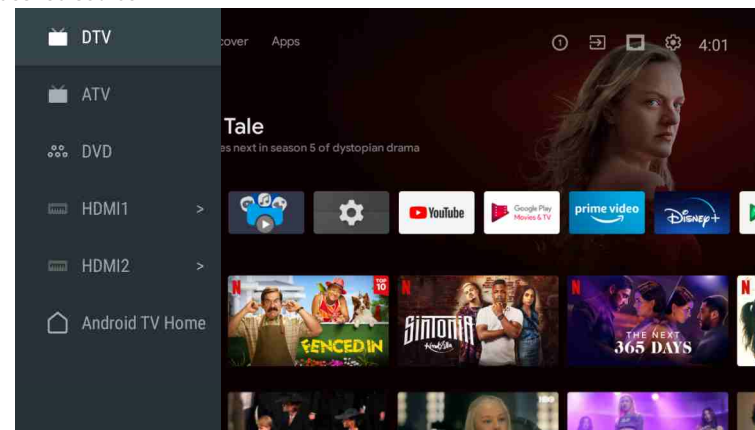 DTV
ATV
DVD
HDMI1 >
HDMI2 >
Android TV Home
cover Apps
4:01
Tale
es next in season 5 of dystopian drama
YouTube
Google Play
Movies & TV
prime video
Disney+
N
TOP
10
FENCED IN
N
SINTONIA
N
THE NEXT
365 DAYS
N
HBO